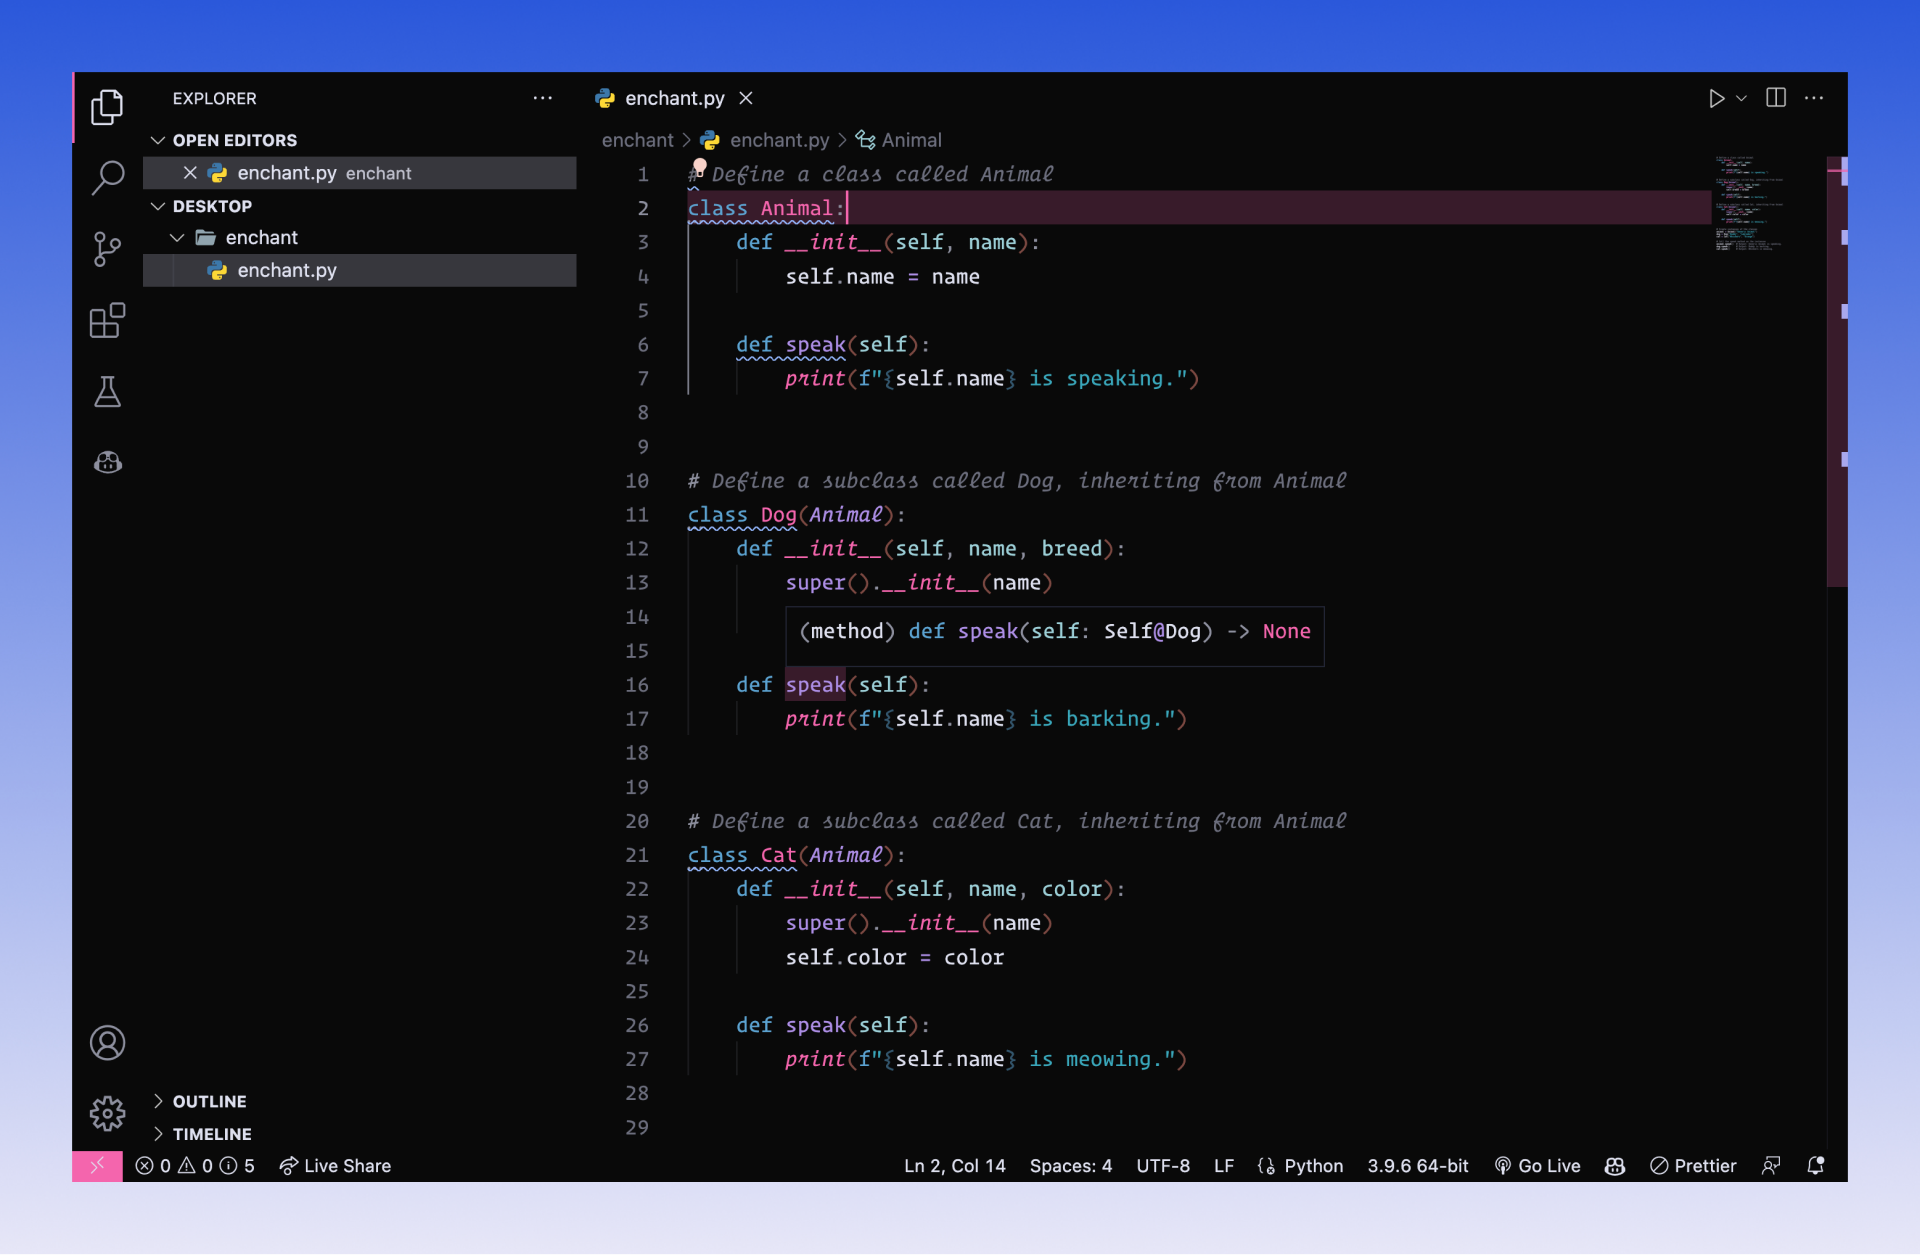 EXPLORER
OPEN EDITORS
enchant.py enchant
DESKTOP
enchant
enchant.py
OUTLINE
TIMELINE
enchant.py
enchant > enchant.py > Animal
1 # Define a class called Animal
2 class Animal:
3     def __init__(self, name):
4         self.name = name
5
6     def speak(self):
7         print(f"{self.name} is speaking.")
8
9
10 # Define a subclass called Dog, inheriting from Animal
11 class Dog(Animal):
12     def __init__(self, name, breed):
13         super().__init__(name)
14
(method) def speak(self: Self@Dog) -> None
15
16     def speak(self):
17         print(f"{self.name} is barking.")
18
19
20 # Define a subclass called Cat, inheriting from Animal
21 class Cat(Animal):
22     def __init__(self, name, color):
23         super().__init__(name)
24         self.color = color
25
26     def speak(self):
27         print(f"{self.name} is meowing.")
28
29
0 0 5 Live Share Ln 2, Col 14 Spaces: 4 UTF-8 LF Python 3.9.6 64-bit Go Live Prettier